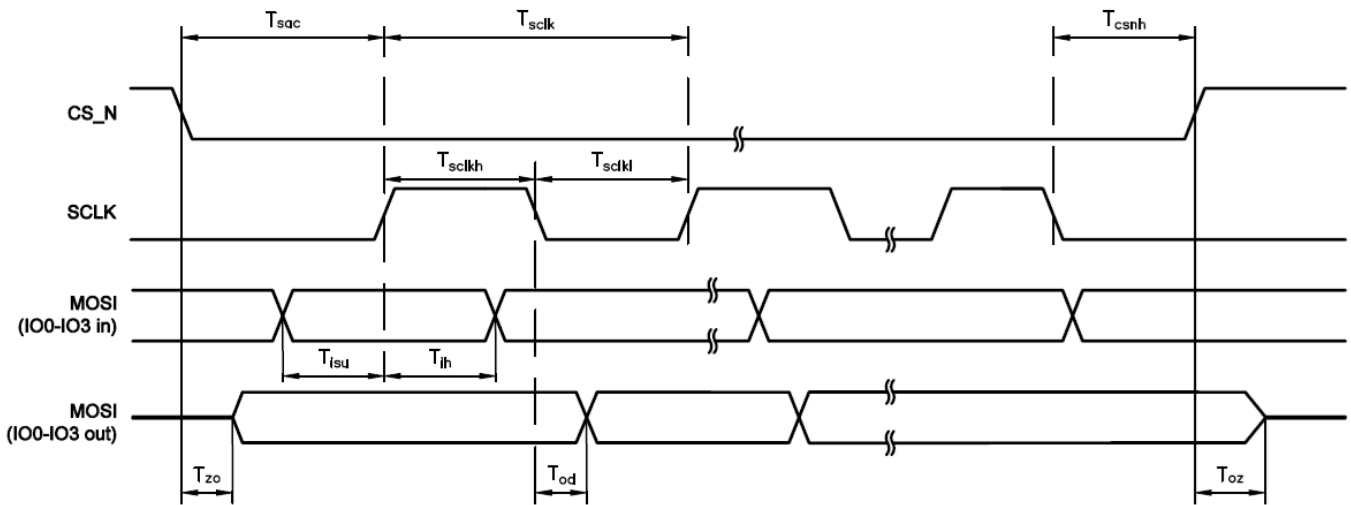 Tsac
Tsclk
Tcsnh
CS_N
Tsclkh
Tsclkl
SCLK
MOSI
(IO0-IO3 in)
Tisu
Tih
MOSI
(IO0-IO3 out)
Tzo
Tod
Toz